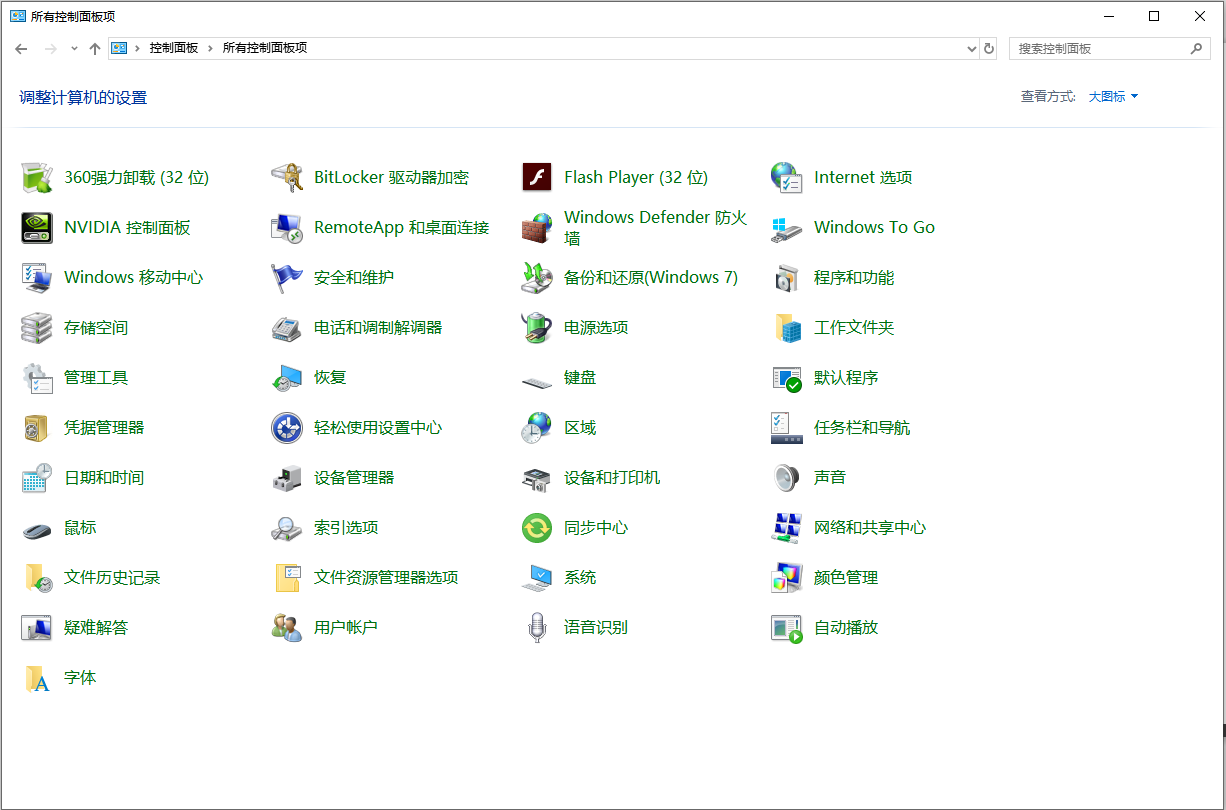 所有控制面板项
控制面板 所有控制面板项
搜索控制面板
调整计算机的设置
查看方式: 大图标
360强力卸载 (32 位)
BitLocker 驱动器加密
Flash Player (32 位)
Internet 选项
NVIDIA 控制面板
RemoteApp 和桌面连接
Windows Defender 防火
墙
Windows To Go
Windows 移动中心
安全和维护
备份和还原(Windows 7)
程序和功能
存储空间
电话和调制解调器
电源选项
工作文件夹
管理工具
恢复
键盘
默认程序
凭据管理器
轻松使用设置中心
区域
任务栏和导航
日期和时间
设备管理器
设备和打印机
声音
鼠标
索引选项
同步中心
网络和共享中心
文件历史记录
文件资源管理器选项
系统
颜色管理
疑难解答
用户帐户
语音识别
自动播放
字体